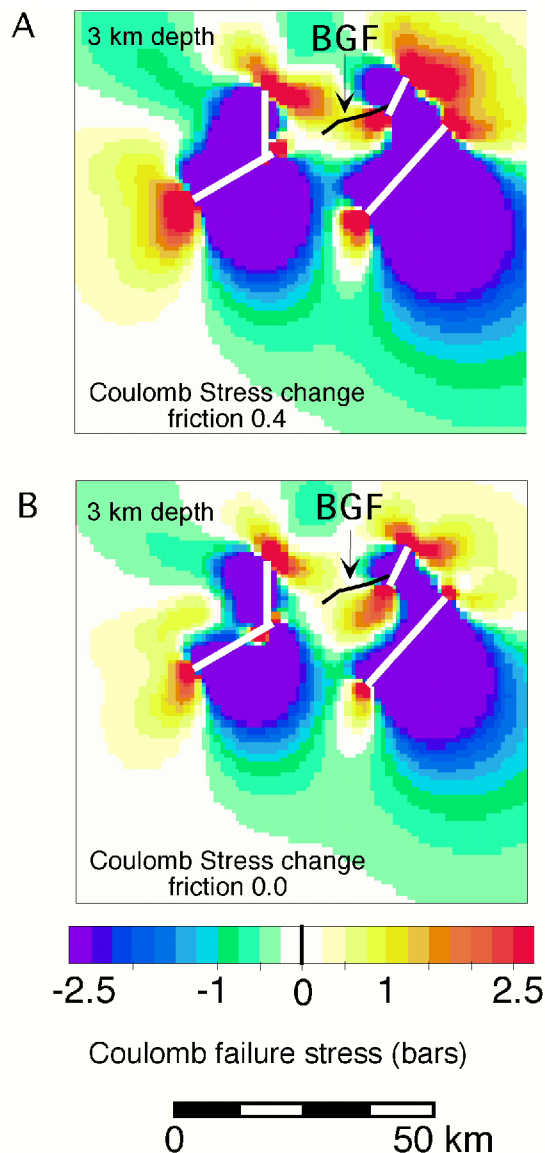 A
3 km depth
BGF
Coulomb Stress change
friction 0.4
B
3 km depth
BGF
Coulomb Stress change
friction 0.0
-2.5 -1 0 1 2.5
Coulomb failure stress (bars)
0 50 km